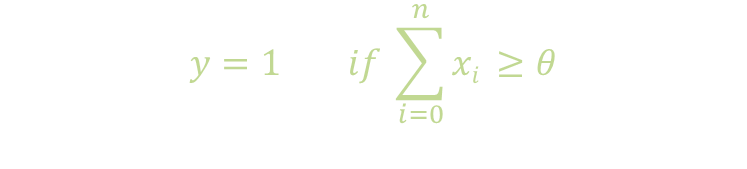 y = 1 if ∑_{i=0}^{n} x_i ≥ θ